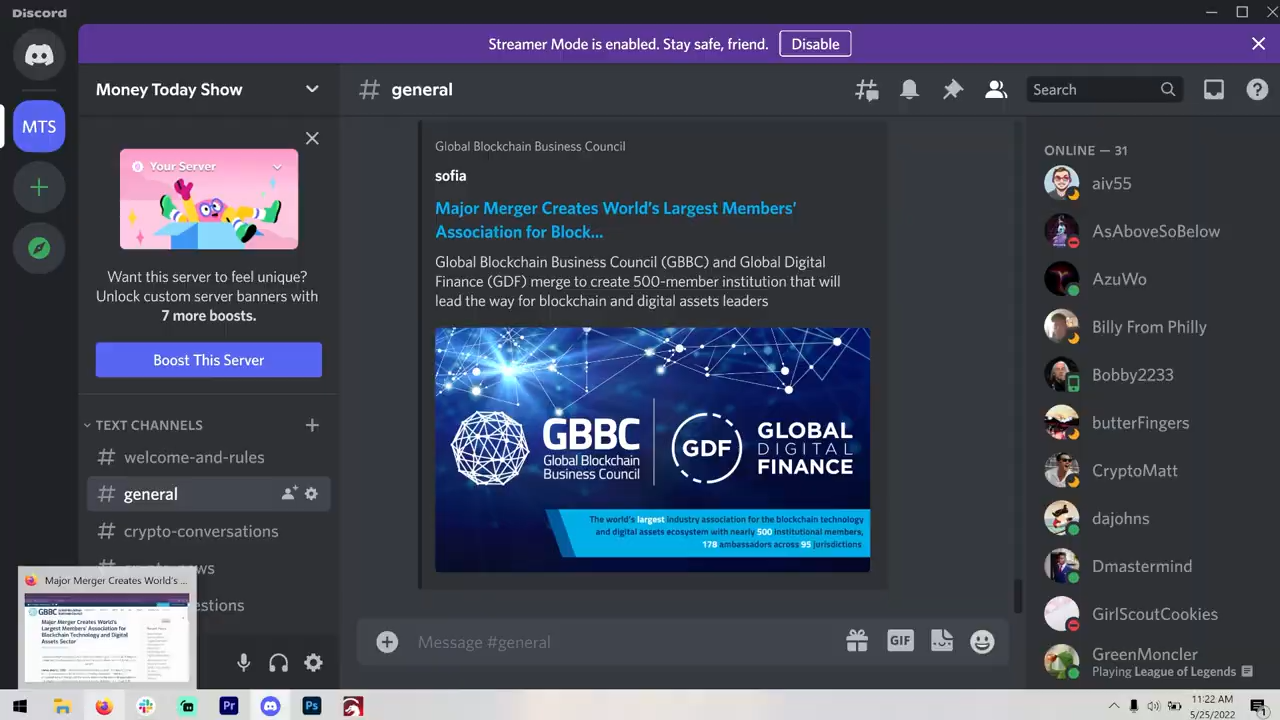 Discord
Streamer Mode is enabled. Stay safe, friend.
Disable
Money Today Show
general
Search
MTS
Your Server
Want this server to feel unique?
Unlock custom server banners with
7 more boosts.
Boost This Server
TEXT CHANNELS
welcome-and-rules
general
crypto-conversations
Major Merger Creates World's ...
GBBC
Major Merger Creates World's
Largest Members' Association for
Blockchain Technology and Digital
Assets Sector
Global Blockchain Business Council
sofia
Major Merger Creates World's Largest Members'
Association for Block...
Global Blockchain Business Council (GBBC) and Global Digital
Finance (GDF) merge to create 500-member institution that will
lead the way for blockchain and digital assets leaders
GBBC
Global Blockchain
Business Council
GDF
GLOBAL
DIGITAL
FINANCE
The world's largest industry association for the blockchain technology
and digital assets ecosystem with nearly 500 institutional members,
178 ambassadors across 95 jurisdictions
Message #general
GIF
ONLINE — 31
aiv55
AsAboveSoBelow
AzuWo
Billy From Philly
Bobby2233
butterFingers
CryptoMatt
dajohns
Dmastermind
GirlScoutCookies
GreenMoncler
Playing League of Legends
Pr
Ps
11:22 AM
5/25/2022